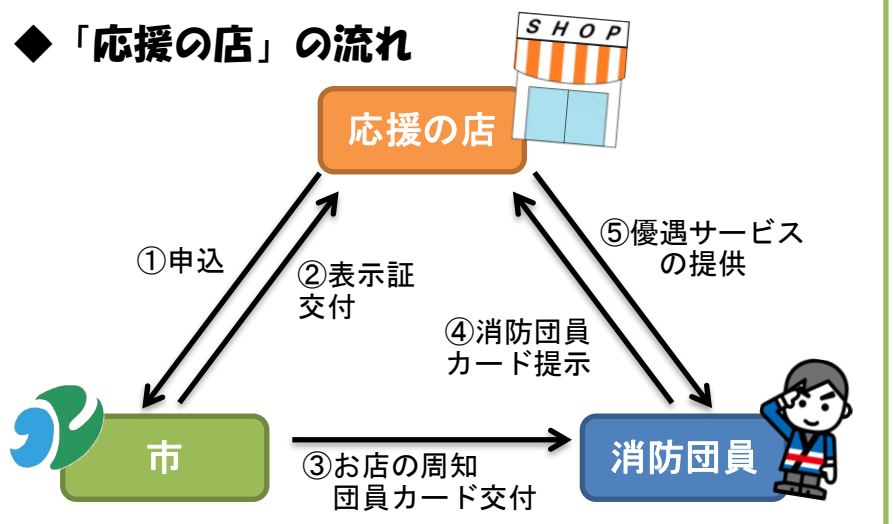 ◆「応援の店」の流れ
SHOP
応援の店
①申込
②表示証
交付
⑤優遇サービス
の提供
④消防団員
カード提示
市
③お店の周知
団員カード交付
消防団員